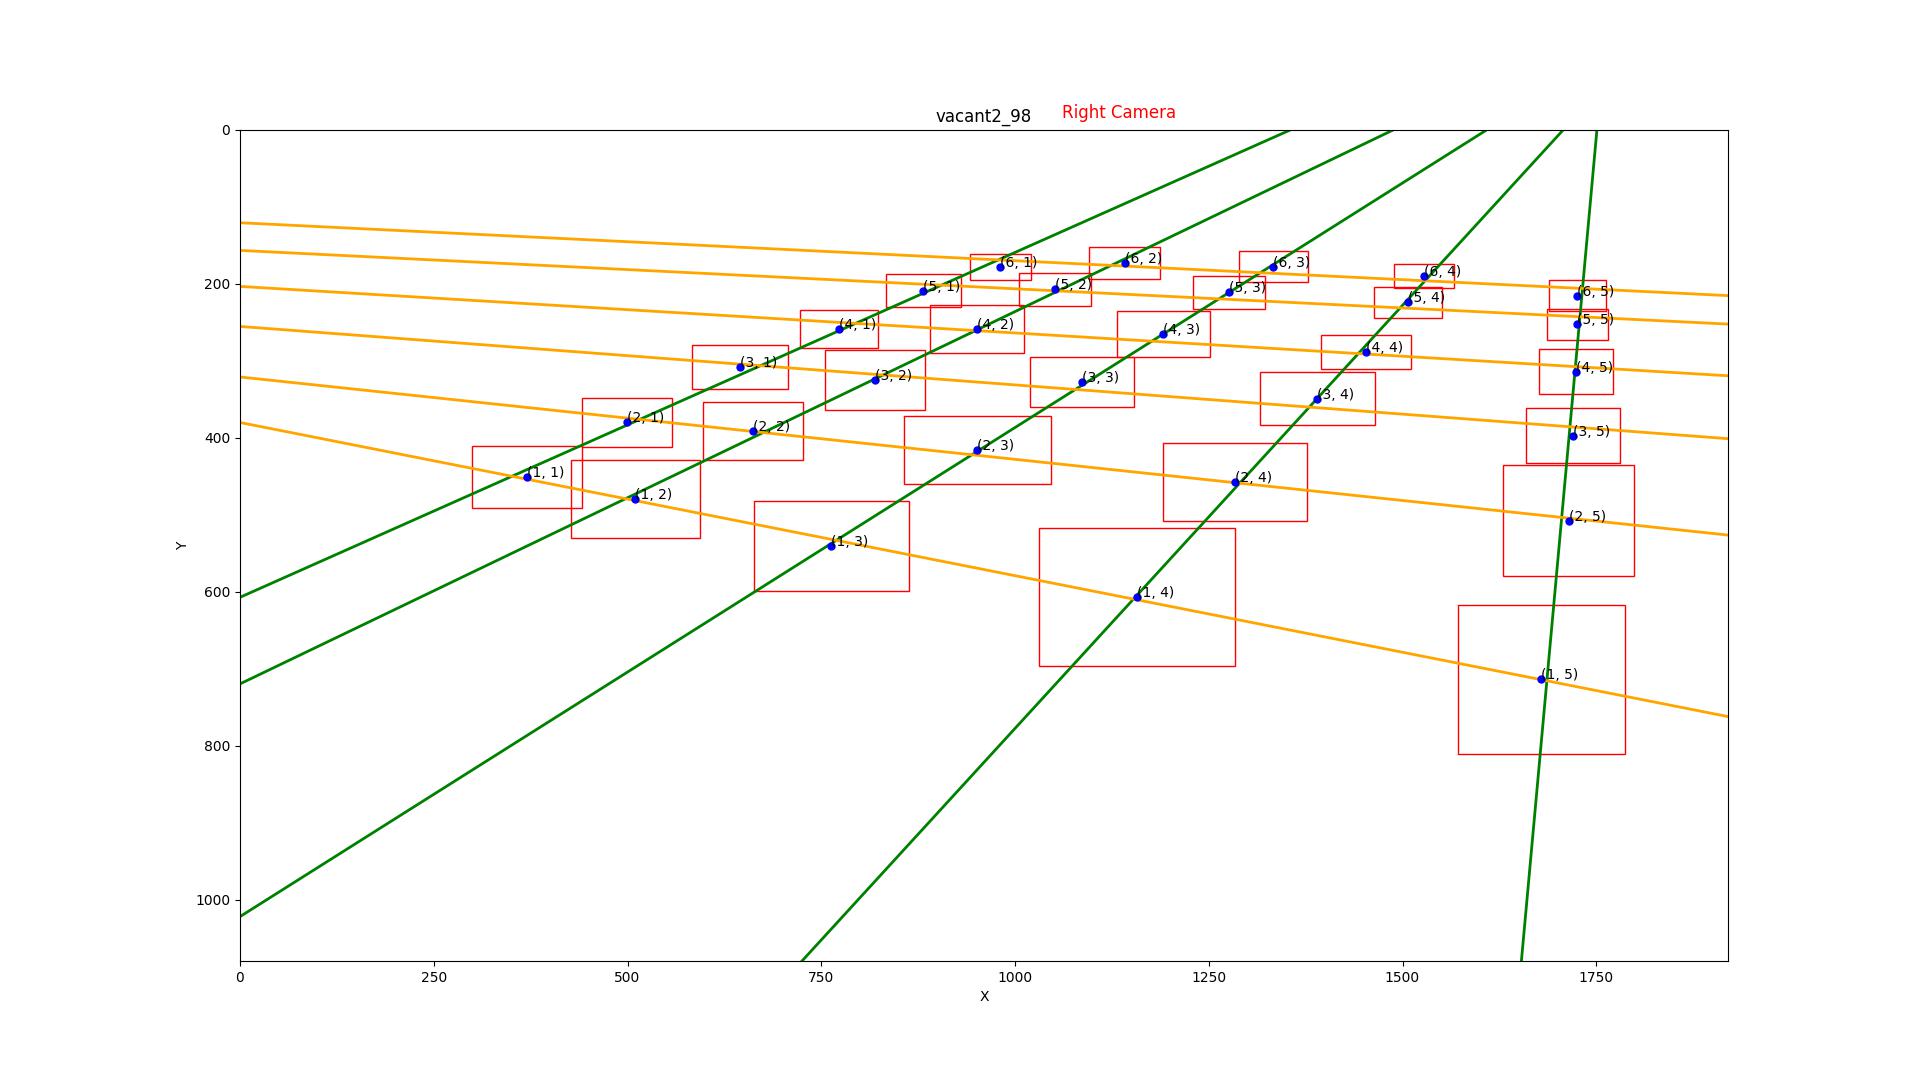 vacant2_98 Right Camera
0
(6, 1) (6, 2) (6, 3) (6, 4) (6, 5)
200
(5, 1) (5, 2) (5, 3) (5, 4) (5, 5)
(4, 1) (4, 2) (4, 3) (4, 4) (4, 5)
(3, 1) (3, 2) (3, 3) (3, 4) (3, 5)
400
(2, 1) (2, 2) (2, 3) (2, 4) (2, 5)
(1, 1) (1, 2) (1, 3) (1, 4) (1, 5)
Y
600
800
1000
0 250 500 750 1000 1250 1500 1750
X